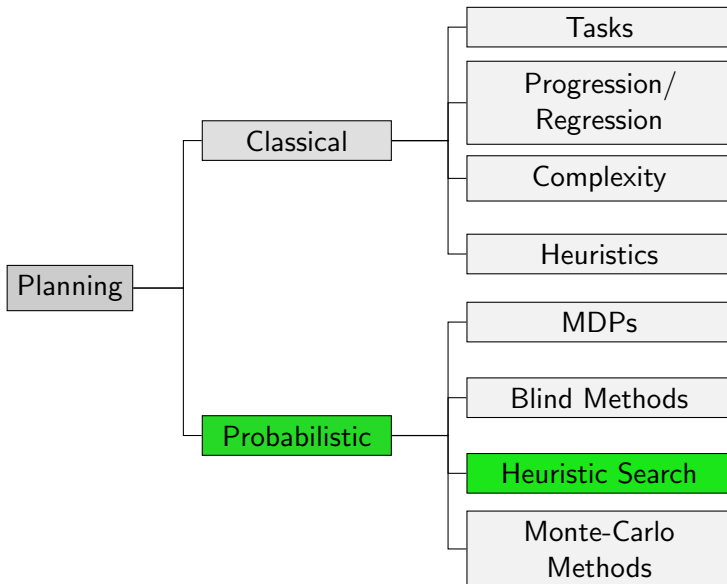 Tasks
Progression/
Regression
Classical
Complexity
Heuristics
Planning
MDPs
Blind Methods
Probabilistic
Heuristic Search
Monte-Carlo
Methods